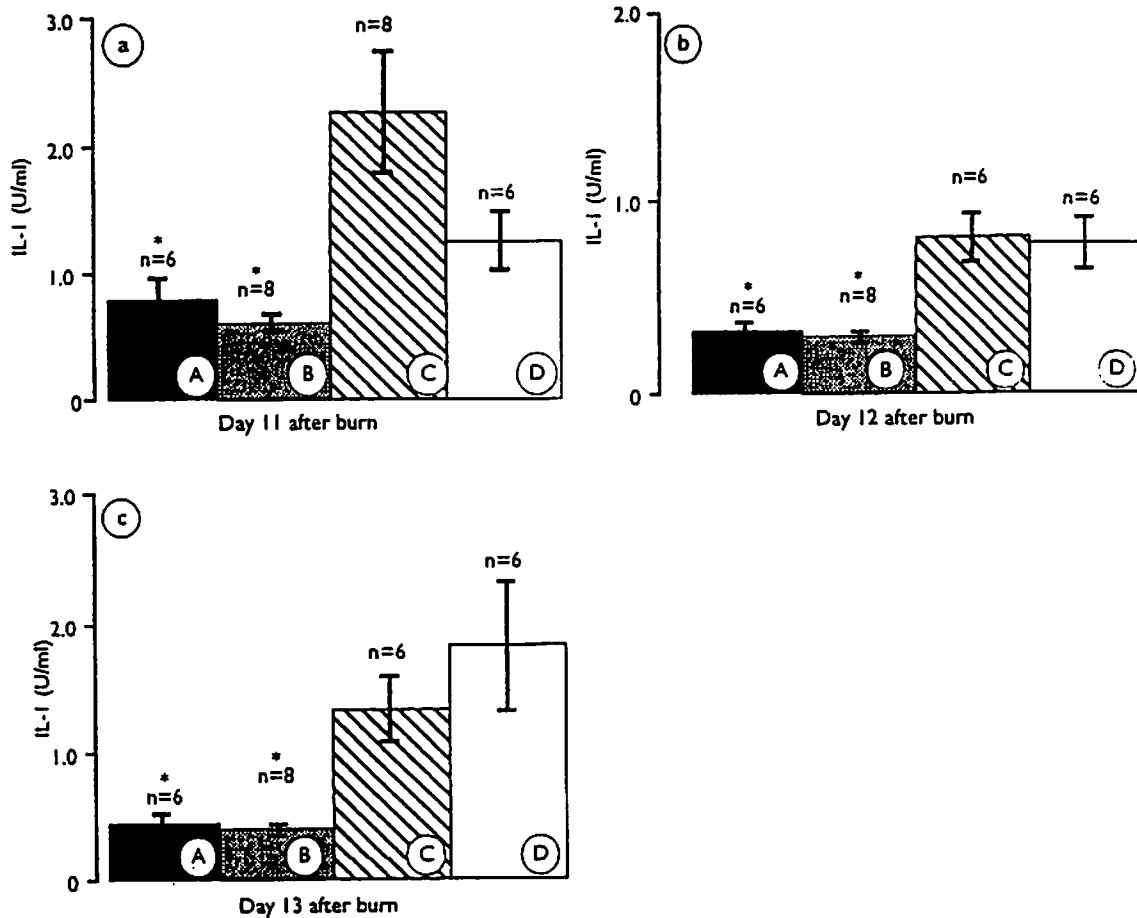 a
IL-1 (U/ml)
3.0
2.0
1.0
0
*
n=6
*
n=8
n=8
n=6
A
B
C
D
Day 11 after burn
b
IL-1 (U/ml)
2.0
1.0
0
*
n=6
*
n=8
n=6
n=6
A
B
C
D
Day 12 after burn
c
IL-1 (U/ml)
3.0
2.0
1.0
0
*
n=6
*
n=8
n=6
n=6
A
B
C
D
Day 13 after burn